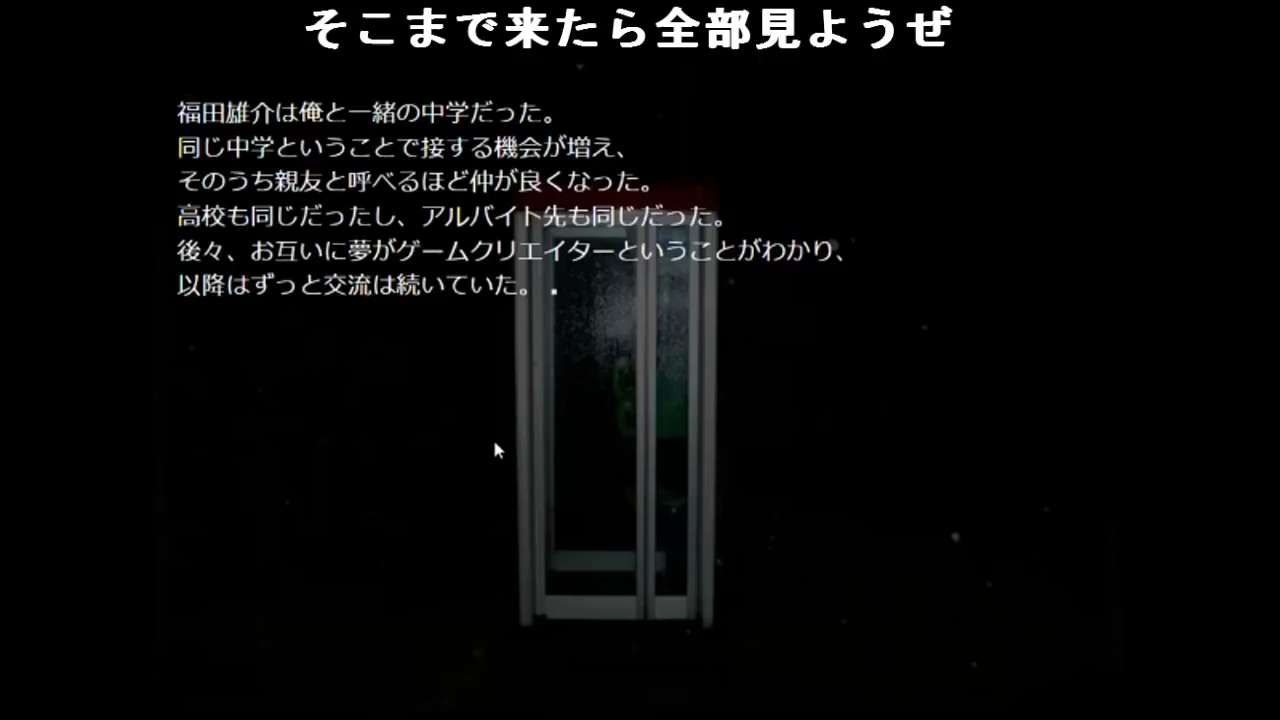 そこまで来たら全部見ようぜ
福田雄介は俺と一緒の中学だった。
同じ中学ということで接する機会が増え、
そのうち親友と呼べるほど仲が良くなった。
高校も同じだったし、アルバイト先も同じだった。
後々、お互いに夢がゲームクリエイターということがわかり、
以降はずっと交流は続いていた。